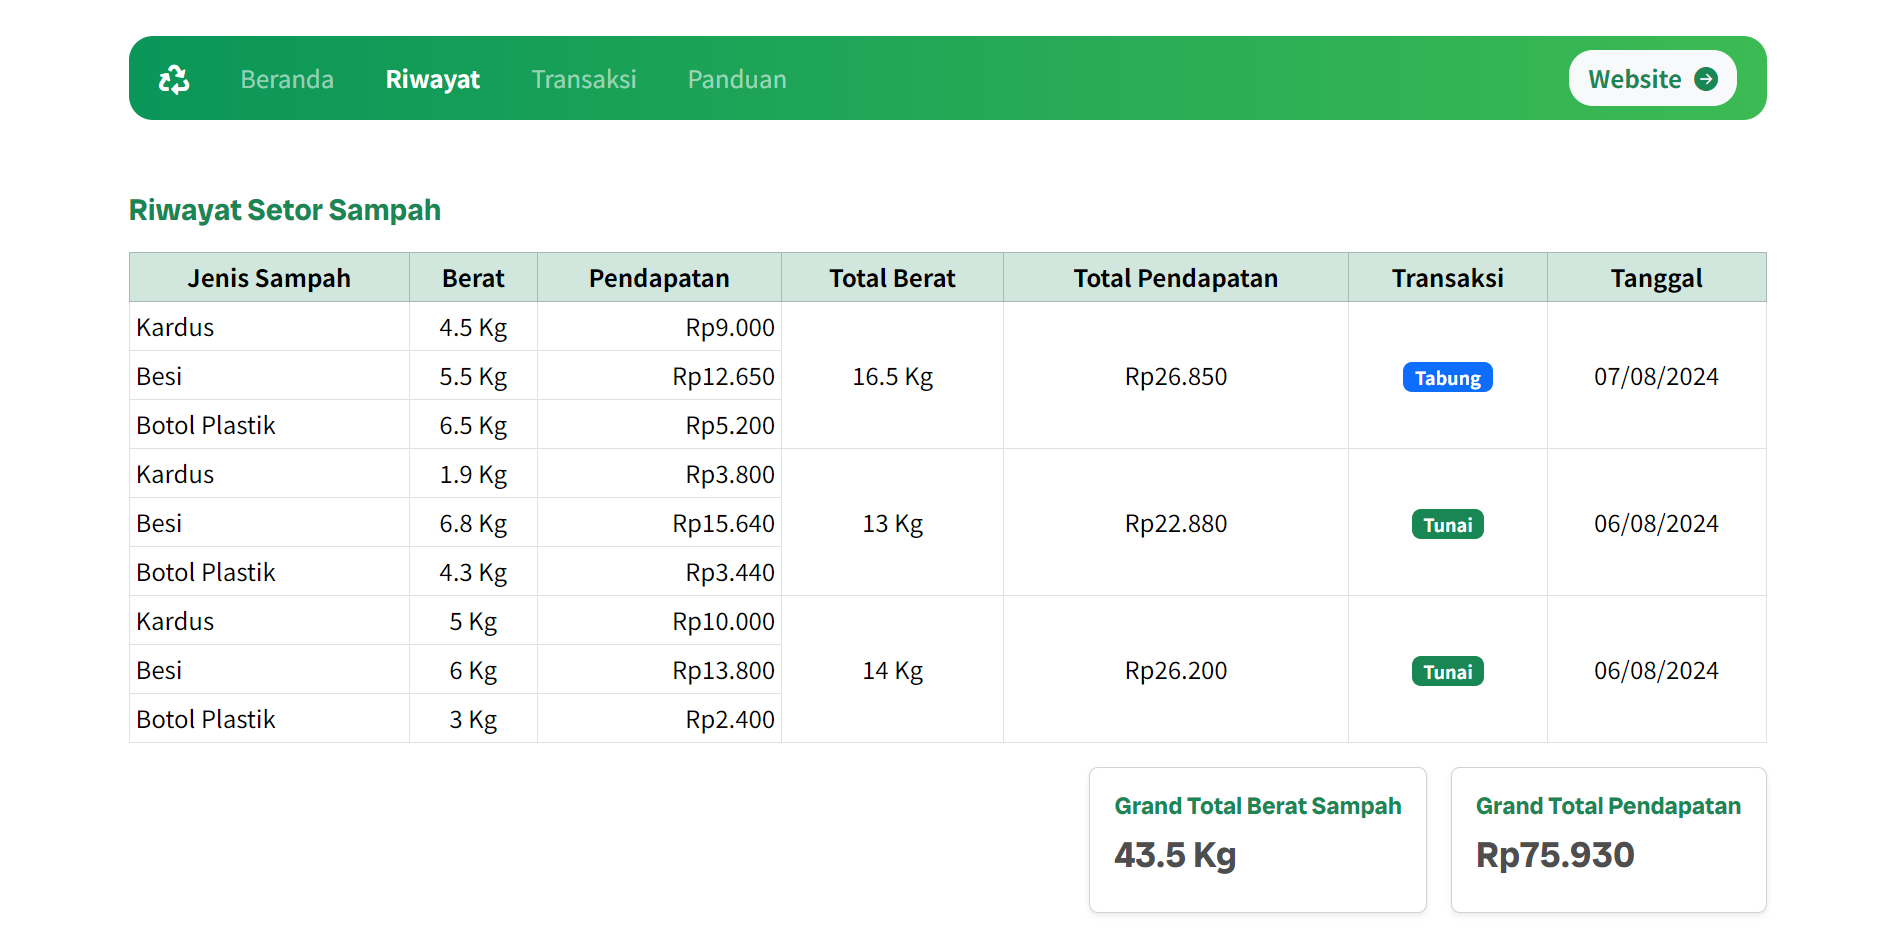 Beranda Riwayat Transaksi Panduan Website
Riwayat Setor Sampah
Jenis Sampah Berat Pendapatan Total Berat Total Pendapatan Transaksi Tanggal
Kardus 4.5 Kg Rp9.000
Besi 5.5 Kg Rp12.650 16.5 Kg Rp26.850 Tabung 07/08/2024
Botol Plastik 6.5 Kg Rp5.200
Kardus 1.9 Kg Rp3.800
Besi 6.8 Kg Rp15.640 13 Kg Rp22.880 Tunai 06/08/2024
Botol Plastik 4.3 Kg Rp3.440
Kardus 5 Kg Rp10.000
Besi 6 Kg Rp13.800 14 Kg Rp26.200 Tunai 06/08/2024
Botol Plastik 3 Kg Rp2.400
Grand Total Berat Sampah
43.5 Kg
Grand Total Pendapatan
Rp75.930